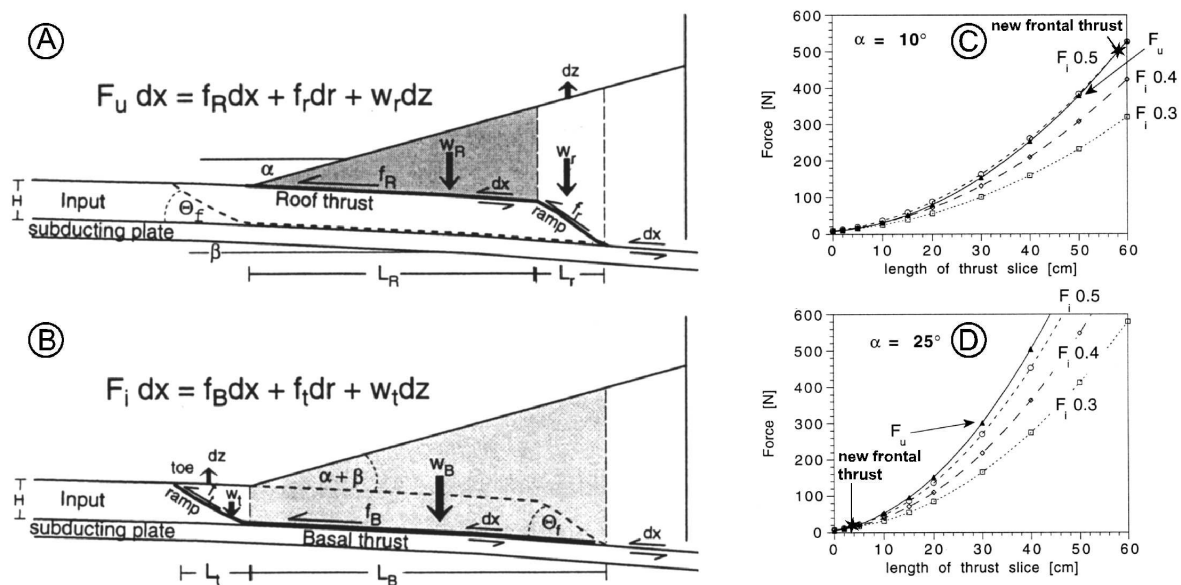 A
F_u dx = f_R dx + f_r dr + w_r dz
dz
α
w_R
w_r
f_R
dx
H
Input
Θ_f
Roof thrust
ramp
f_r
subducting plate
dx
β
L_R
L_r
B
F_i dx = f_B dx + f_t dr + w_t dz
toe
dz
α + β
w_B
H
Input
ramp
w_t
f_B
dx
Θ_f
subducting plate
Basal thrust
dx
L_t
L_B
600
500
400
300
200
100
0
Force [N]
α = 10°
C
new frontal thrust
F_i 0.5
F_u
F_i 0.4
F_i 0.3
0 10 20 30 40 50 60
length of thrust slice [cm]
600
500
400
300
200
100
0
Force [N]
α = 25°
D
F_i 0.5
F_i 0.4
F_i 0.3
F_u
new frontal
thrust
0 10 20 30 40 50 60
length of thrust slice [cm]